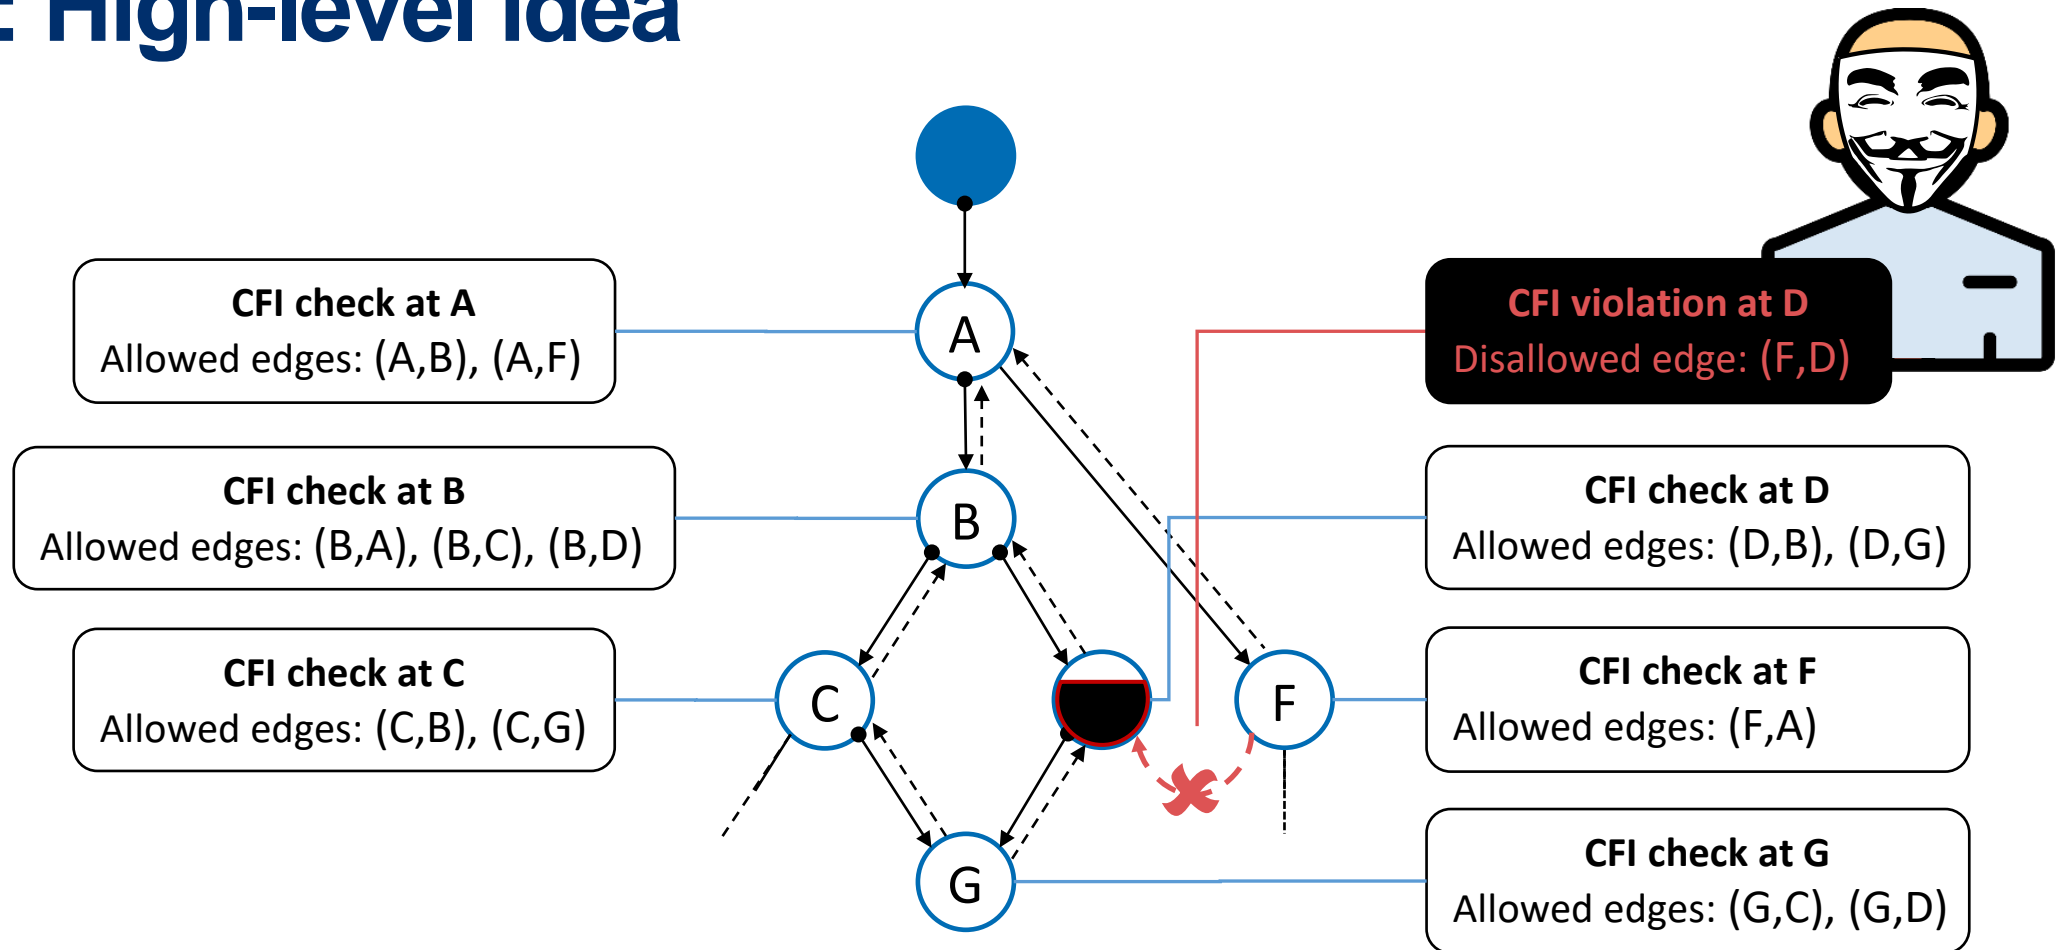 : High-level idea
CFI check at A
Allowed edges: (A,B), (A,F)
CFI violation at D
Disallowed edge: (F,D)
A
CFI check at B
Allowed edges: (B,A), (B,C), (B,D)
B
CFI check at D
Allowed edges: (D,B), (D,G)
CFI check at C
Allowed edges: (C,B), (C,G)
C
F
CFI check at F
Allowed edges: (F,A)
G
CFI check at G
Allowed edges: (G,C), (G,D)